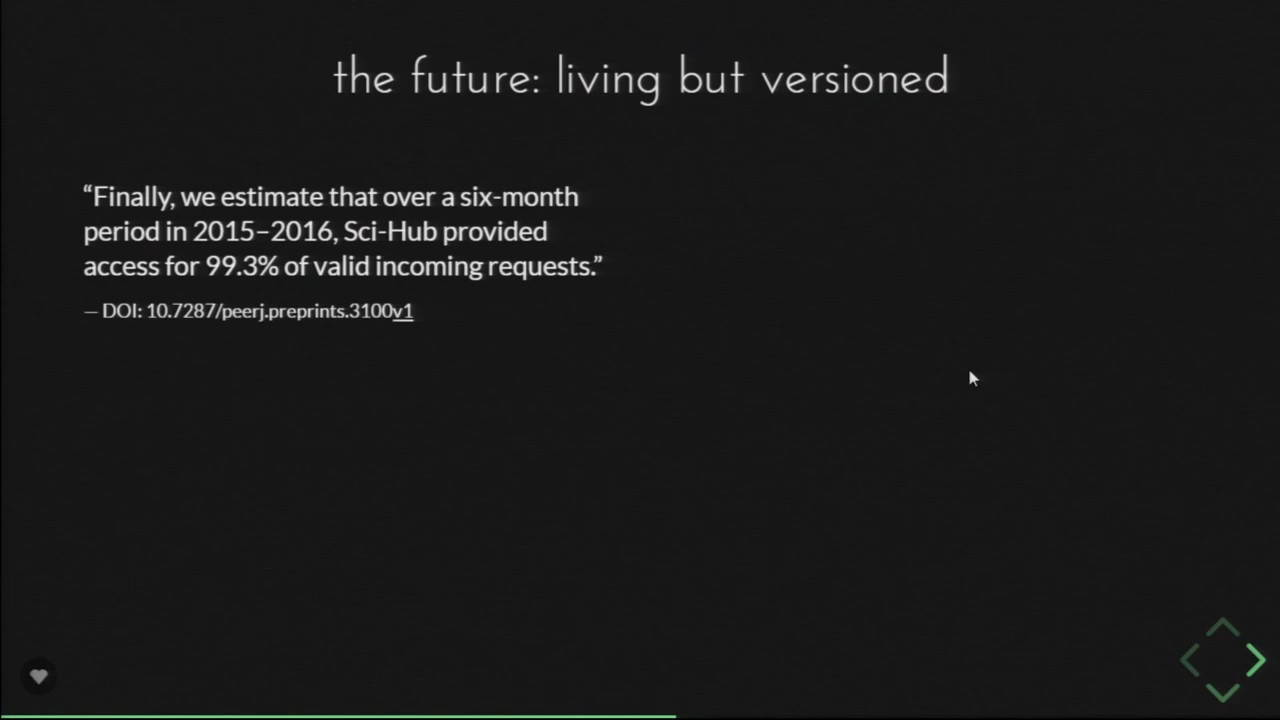 the future: living but versioned
“Finally, we estimate that over a six-month
period in 2015–2016, Sci-Hub provided
access for 99.3% of valid incoming requests.”
— DOI: 10.7287/peerj.preprints.3100v1